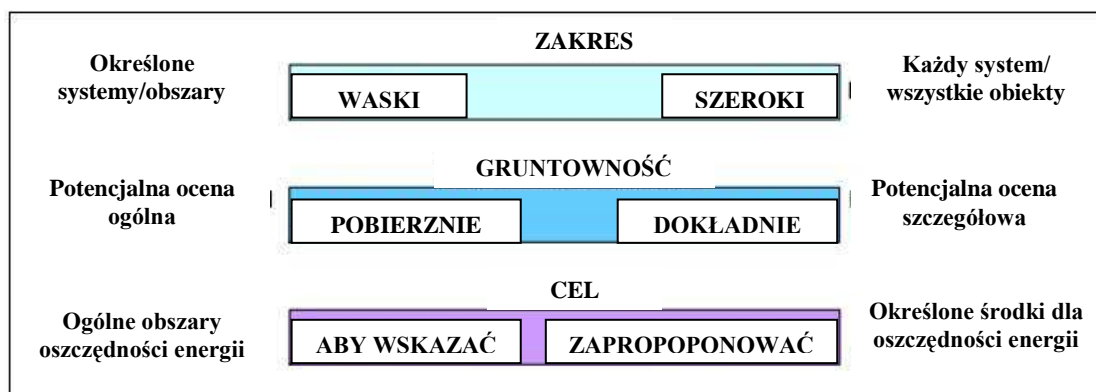 ZAKRES
Określone
systemy/obszary
WASKI
SZEROKI
Każdy system/
wszystkie obiekty
GRUNTOWNOŚĆ
Potencjalna ocena
ogólna
POBIERZNIE
DOKŁADNIE
Potencjalna ocena
szczegółowa
CEL
Ogólne obszary
oszczędności energii
ABY WSKAZAĆ
ZAPROPOPONOWAĆ
Określone środki dla
oszczędności energii